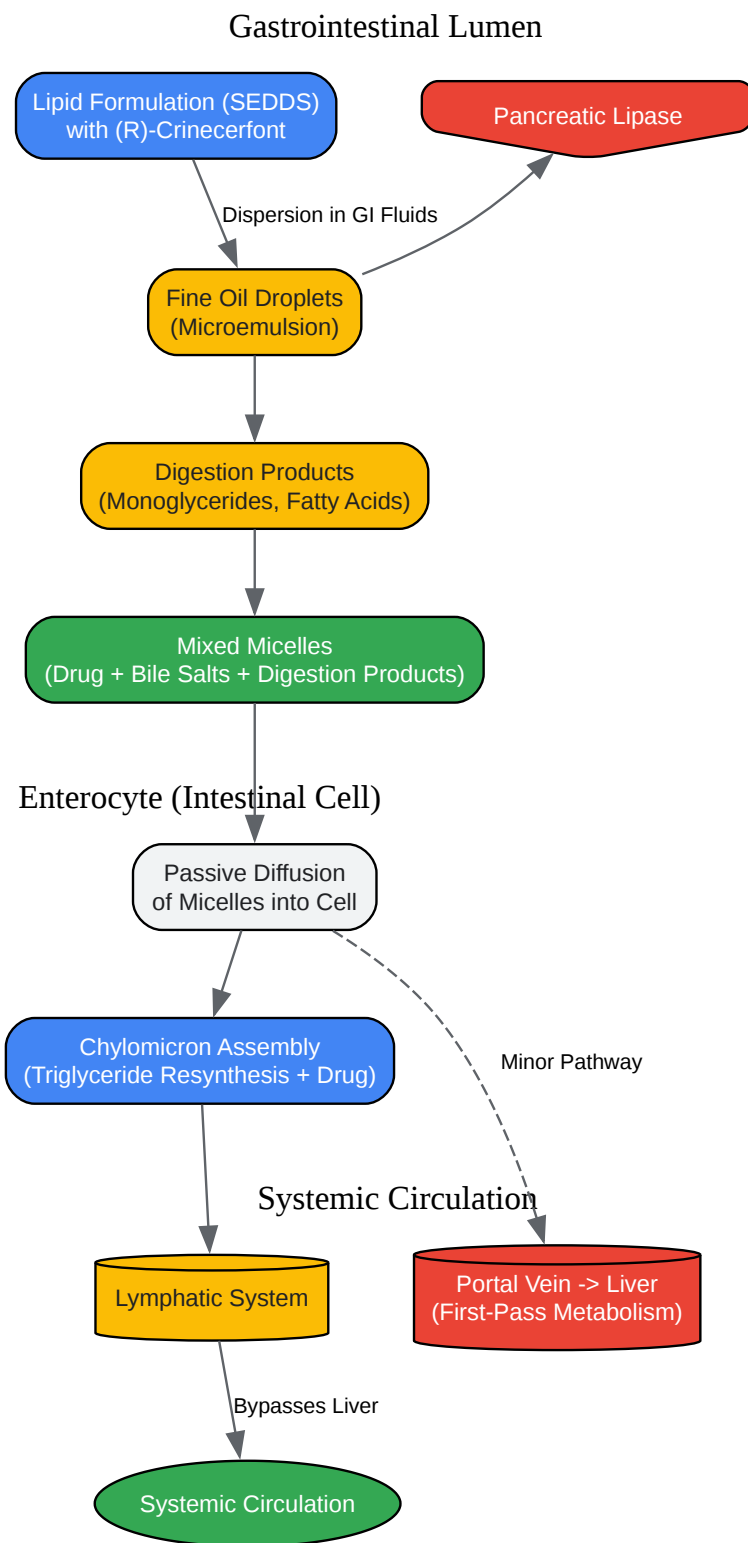 Gastrointestinal Lumen
Lipid Formulation (SEDDS)
with (R)-Crinecerfont
Pancreatic Lipase
Dispersion in GI Fluids
Fine Oil Droplets
(Microemulsion)
Digestion Products
(Monoglycerides, Fatty Acids)
Mixed Micelles
(Drug + Bile Salts + Digestion Products)
Enterocyte (Intestinal Cell)
Passive Diffusion
of Micelles into Cell
Chylomicron Assembly
(Triglyceride Resynthesis + Drug)
Minor Pathway
Systemic Circulation
Lymphatic System
Portal Vein -> Liver
(First-Pass Metabolism)
Bypasses Liver
Systemic Circulation